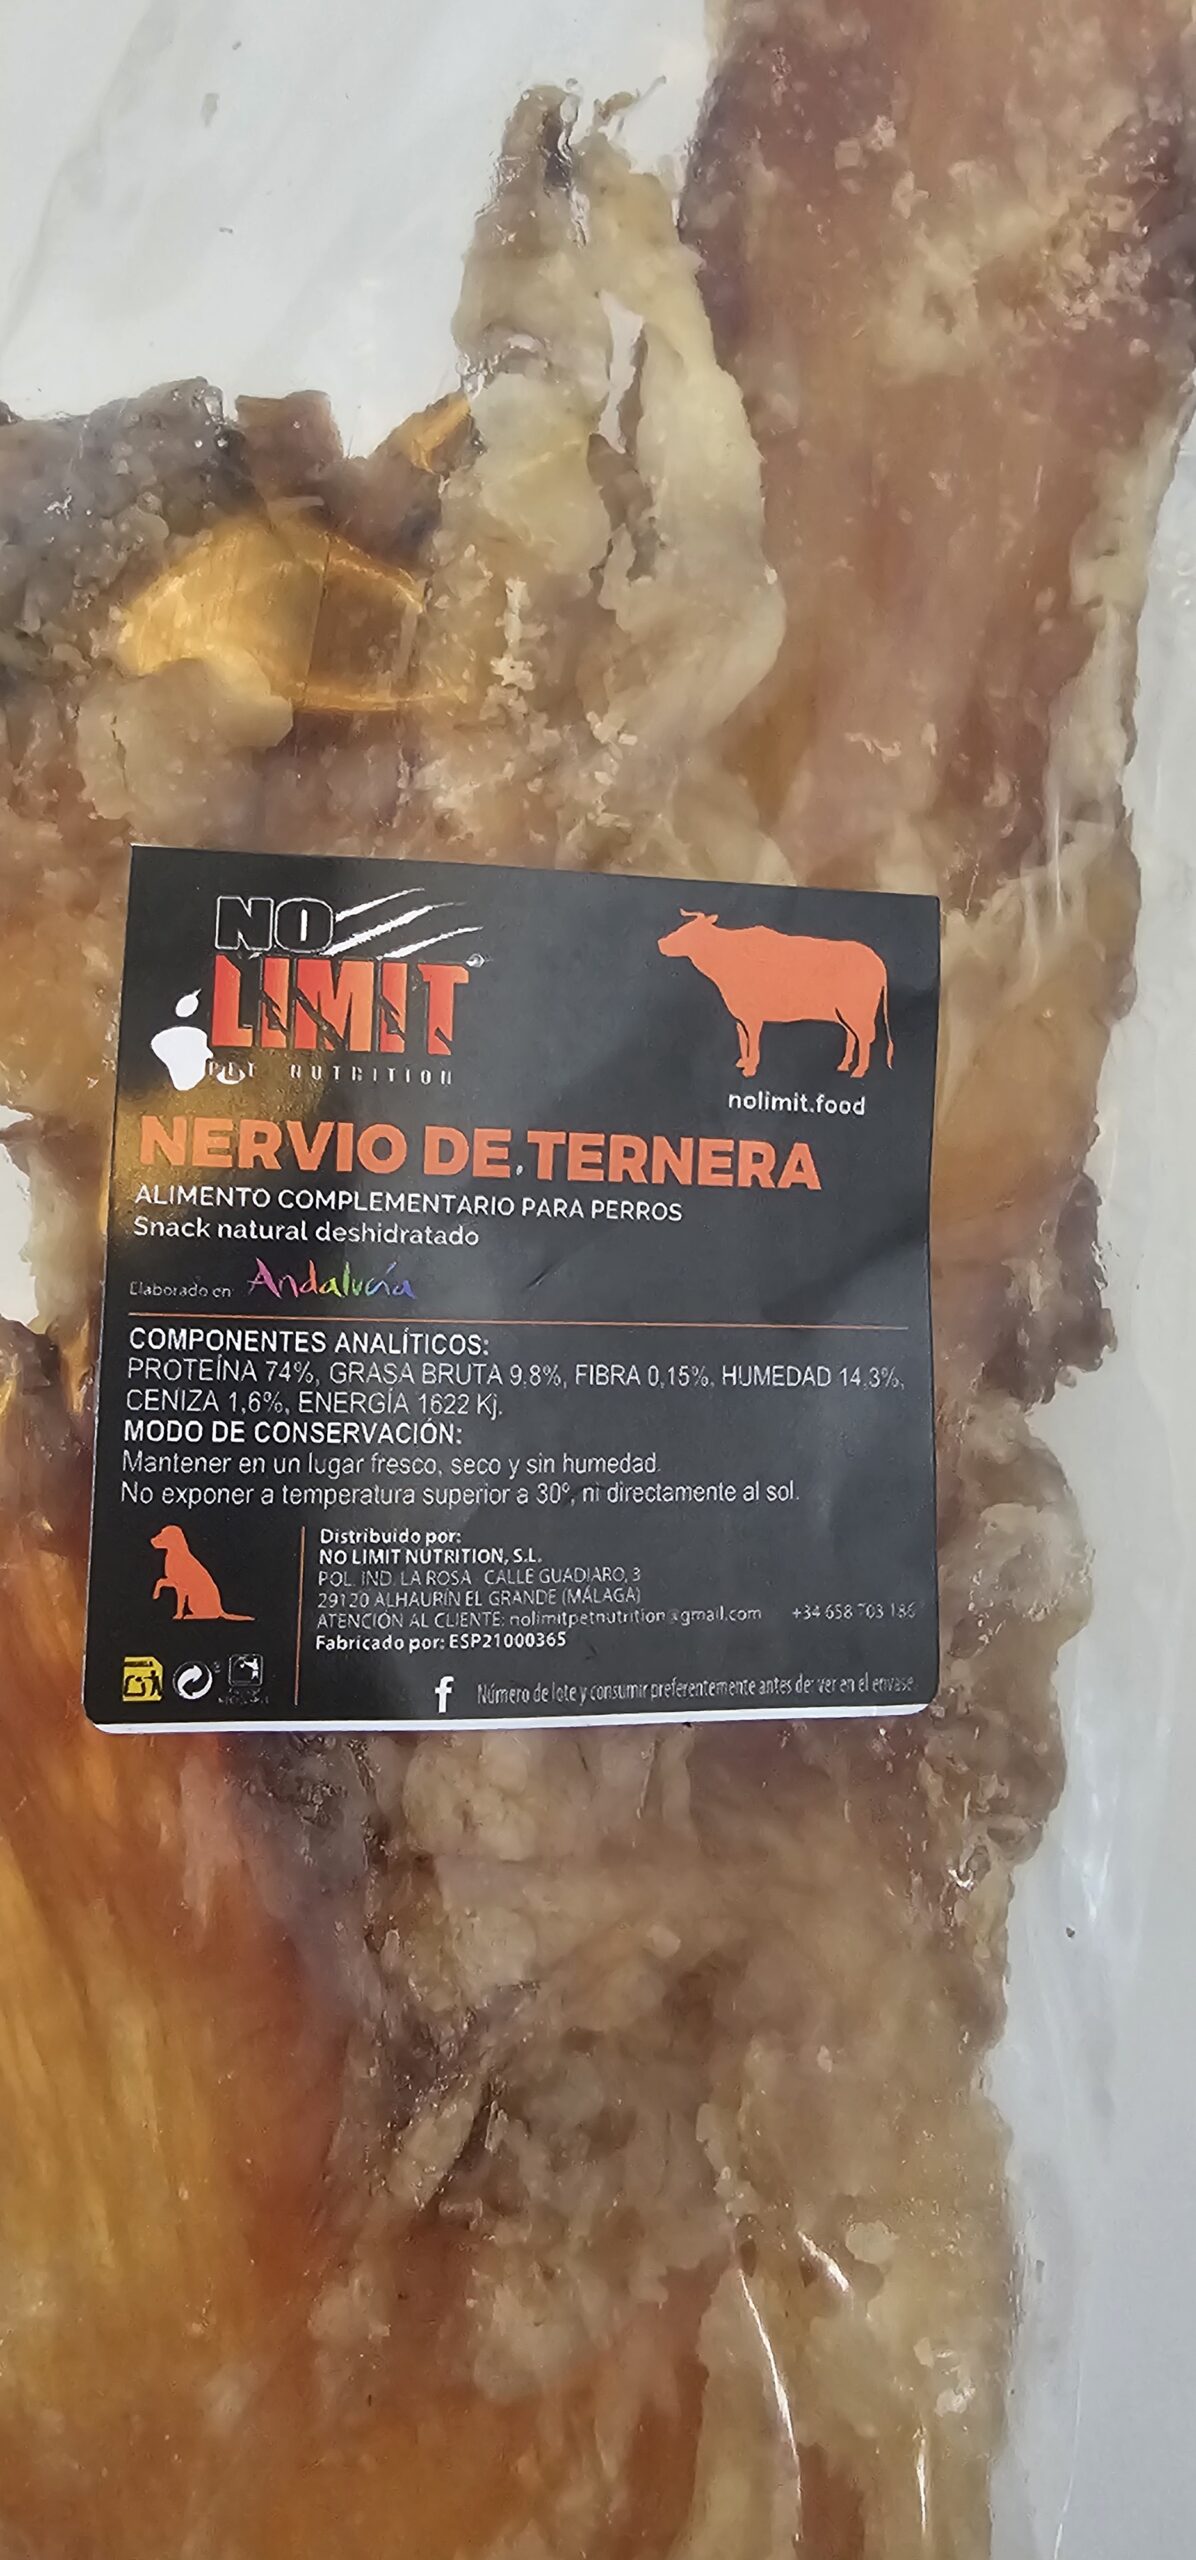 NO
LIMIT
PET NUTRITION
nolimit.food
NERVIO DE TERNERA
ALIMENTO COMPLEMENTARIO PARA PERROS
Snack natural deshidratado
Elaborado en: Andalucía
COMPONENTES ANALÍTICOS:
PROTEÍNA 74%, GRASA BRUTA 9,8%, FIBRA 0,15%, HUMEDAD 14,3%,
CENIZA 1,6%, ENERGÍA 1622 Kj.
MODO DE CONSERVACIÓN:
Mantener en un lugar fresco, seco y sin humedad.
No exponer a temperatura superior a 30º, ni directamente al sol.
Distribuido por:
NO LIMIT NUTRITION, S.L.
POL. IND. LA ROSA CALLE GUADIARO, 3
29120 ALHAURÍN EL GRANDE (MÁLAGA)
ATENCIÓN AL CLIENTE: nolimitpetnutrition@gmail.com +34 658 703 186
Fabricado por: ESP21000365
f Número de lote y consumir preferentemente antes de: ver en el envase